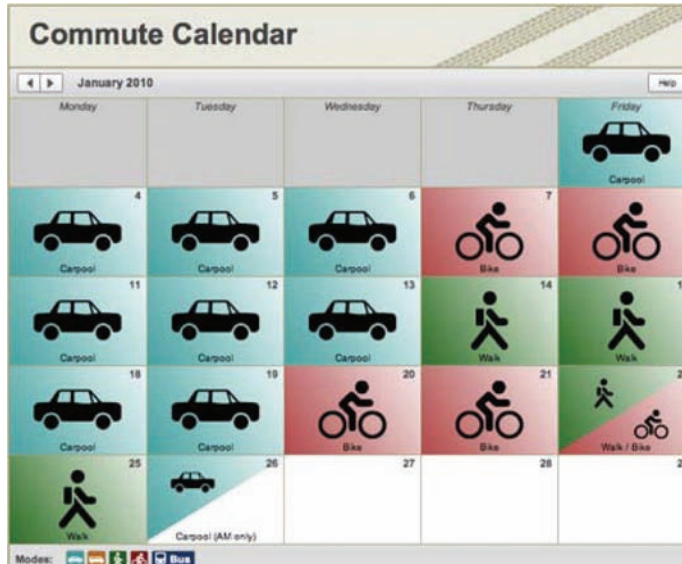 Commute Calendar
January 2010
Help
Monday Tuesday Wednesday Thursday Friday
Carpool
4 5 6 7
Carpool Carpool Carpool Bike Bike
11 12 13 14
Carpool Carpool Carpool Walk Walk
18 19 20 21
Carpool Carpool Bike Bike Walk / Bike
25 26 27 28
Walk Carpool (AM only)
Modes: Bus